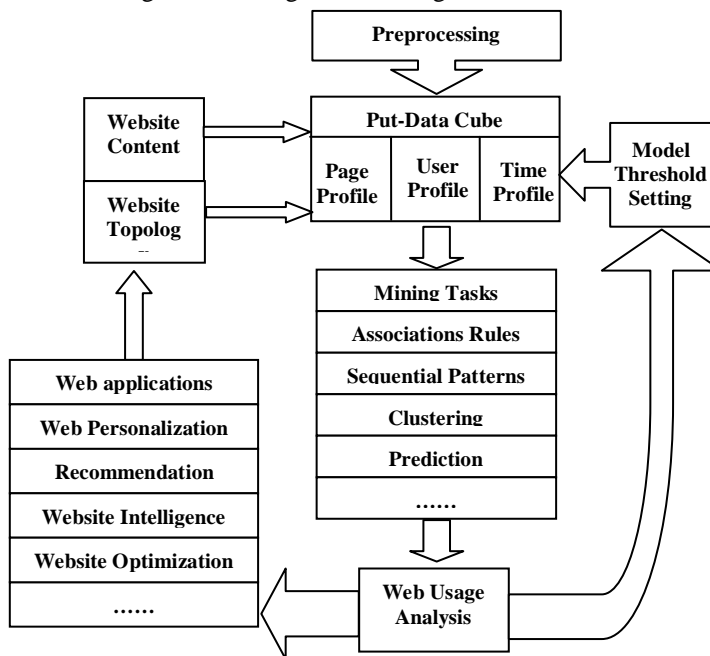 Preprocessing
Put-Data Cube
Page
Profile
User
Profile
Time
Profile
Website
Content
Website
Topolog
Model
Threshold
Setting
Mining Tasks
Associations Rules
Sequential Patterns
Clustering
Prediction
……
Web applications
Web Personalization
Recommendation
Website Intelligence
Website Optimization
……
Web Usage
Analysis